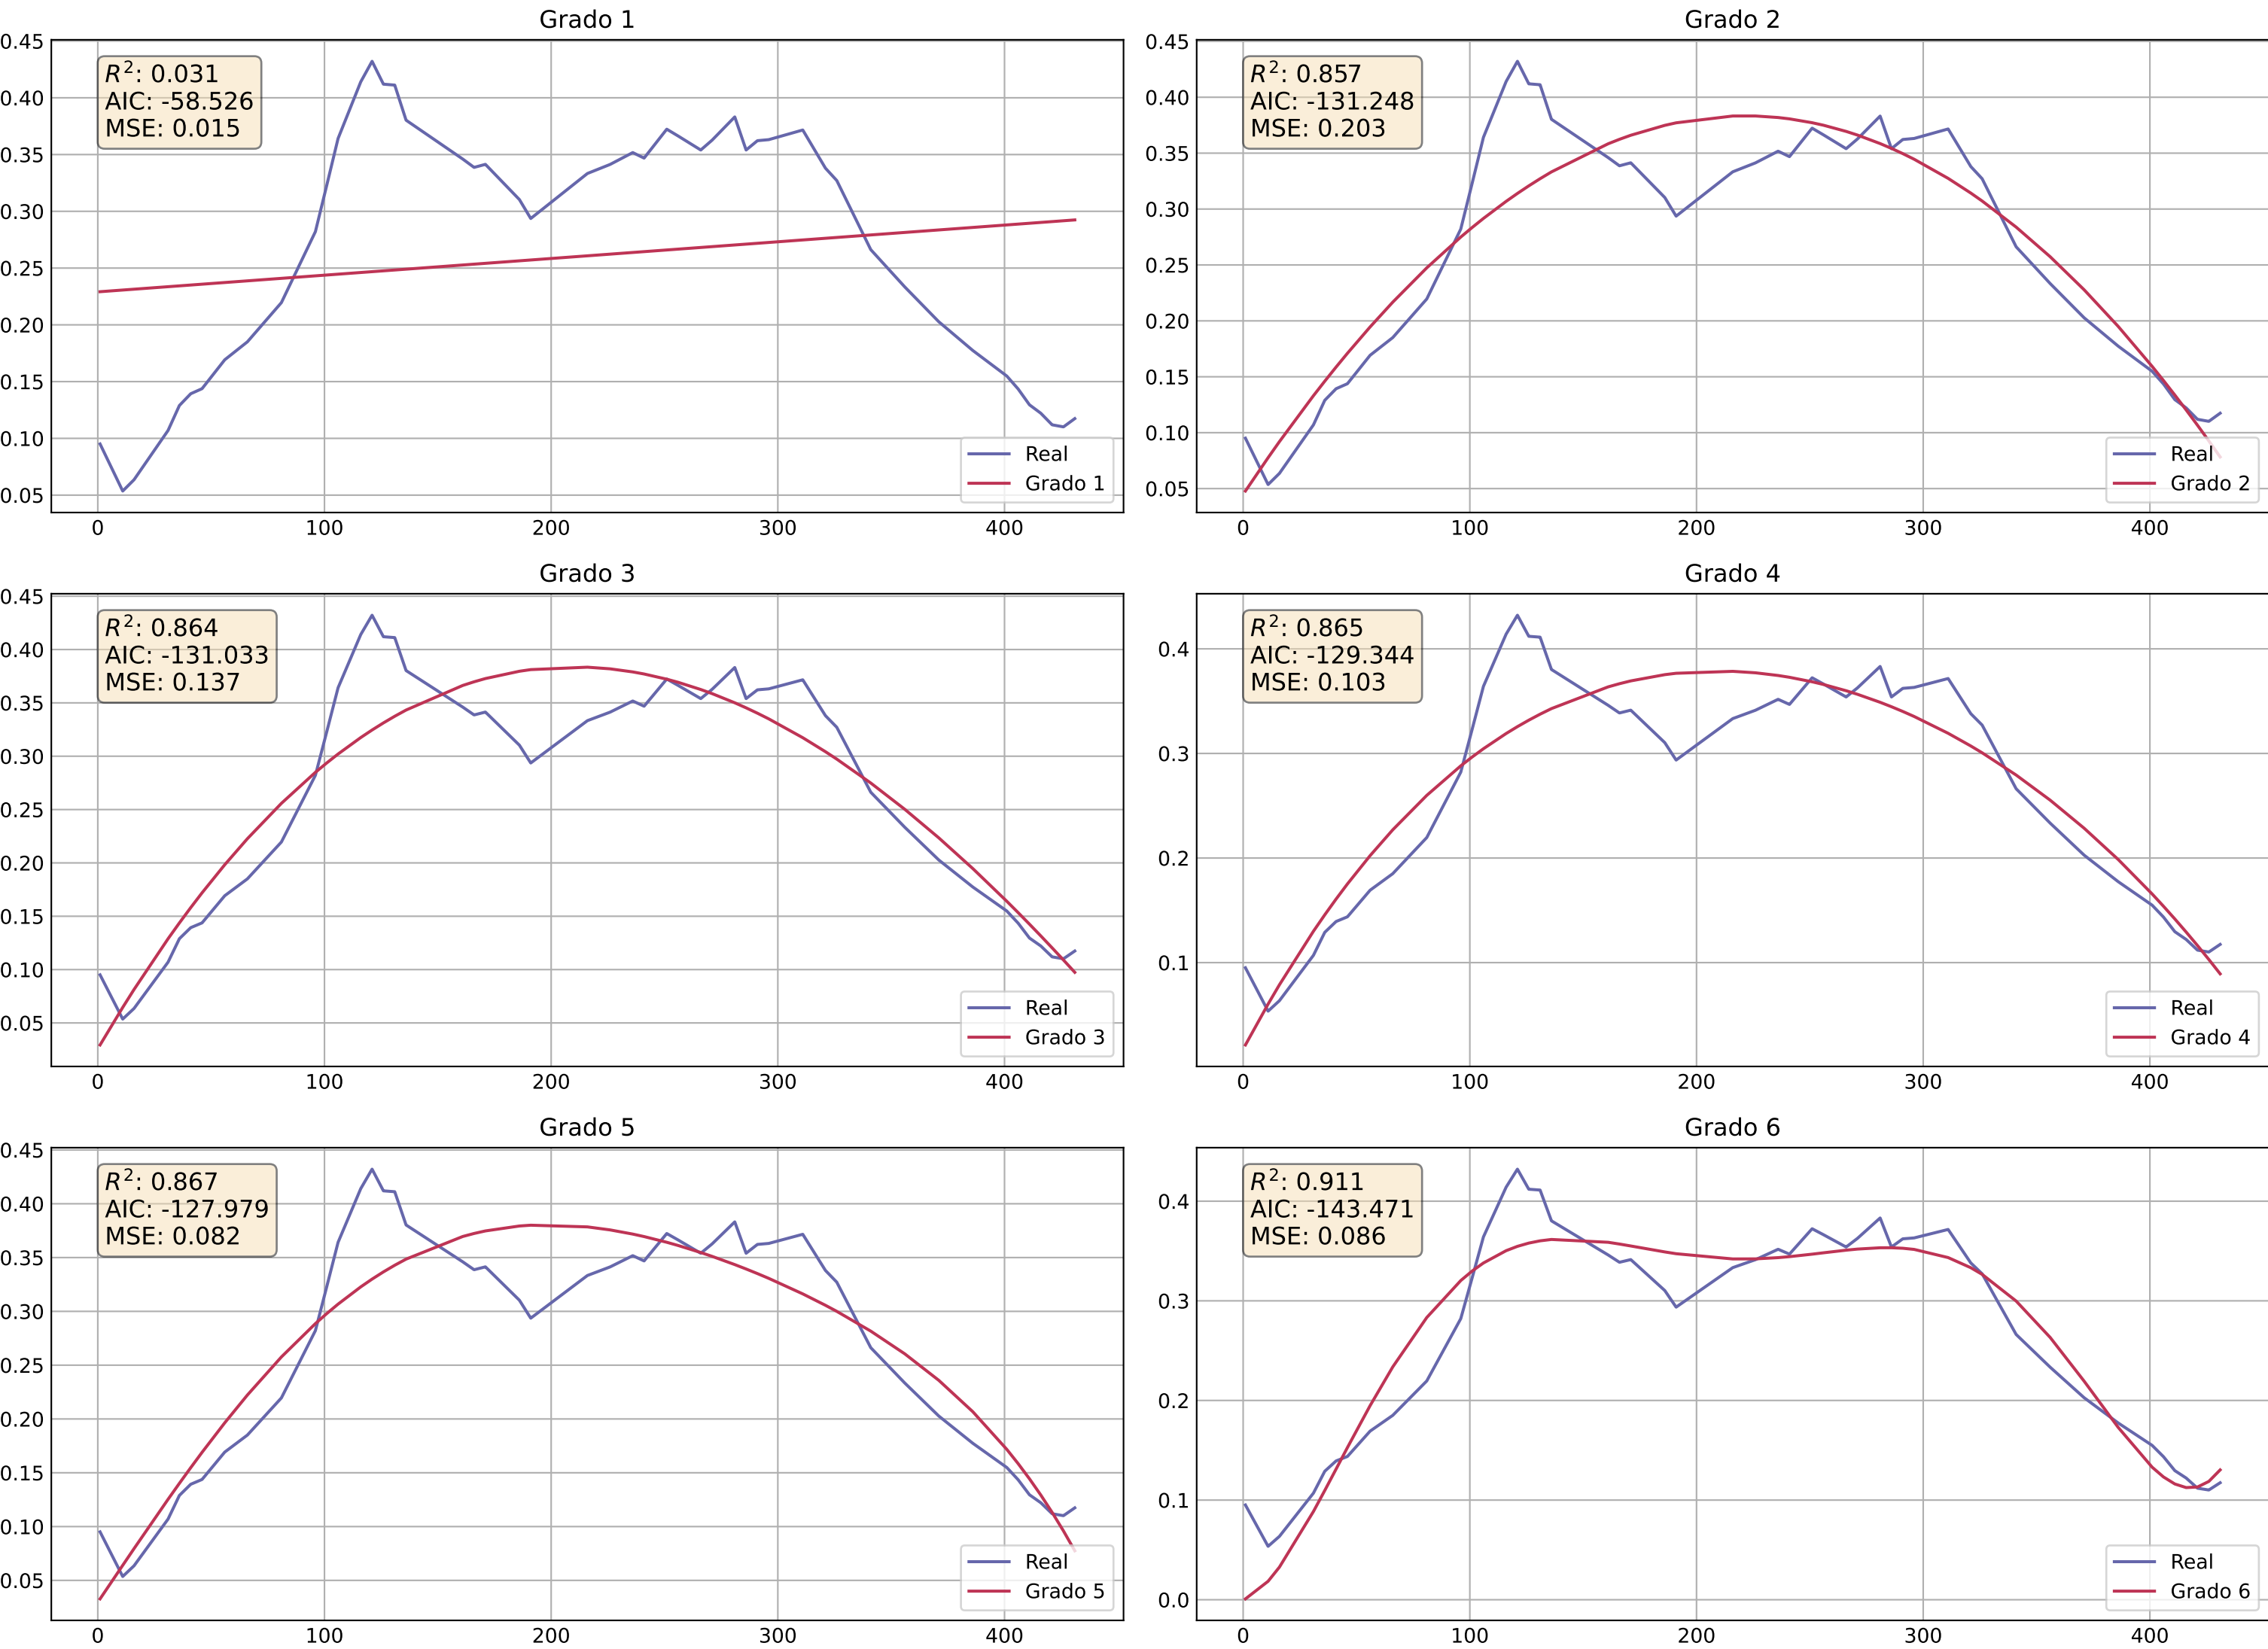 Grado 1
0.45
0.40
0.35
0.30
0.25
0.20
0.15
0.10
0.05
R²: 0.031
AIC: -58.526
MSE: 0.015
Real
Grado 1
0 100 200 300 400
Grado 2
0.45
0.40
0.35
0.30
0.25
0.20
0.15
0.10
0.05
R²: 0.857
AIC: -131.248
MSE: 0.203
Real
Grado 2
0 100 200 300 400
Grado 3
0.45
0.40
0.35
0.30
0.25
0.20
0.15
0.10
0.05
R²: 0.864
AIC: -131.033
MSE: 0.137
Real
Grado 3
0 100 200 300 400
Grado 4
0.4
0.3
0.2
0.1
R²: 0.865
AIC: -129.344
MSE: 0.103
Real
Grado 4
0 100 200 300 400
Grado 5
0.45
0.40
0.35
0.30
0.25
0.20
0.15
0.10
0.05
R²: 0.867
AIC: -127.979
MSE: 0.082
Real
Grado 5
0 100 200 300 400
Grado 6
0.4
0.3
0.2
0.1
0.0
R²: 0.911
AIC: -143.471
MSE: 0.086
Real
Grado 6
0 100 200 300 400